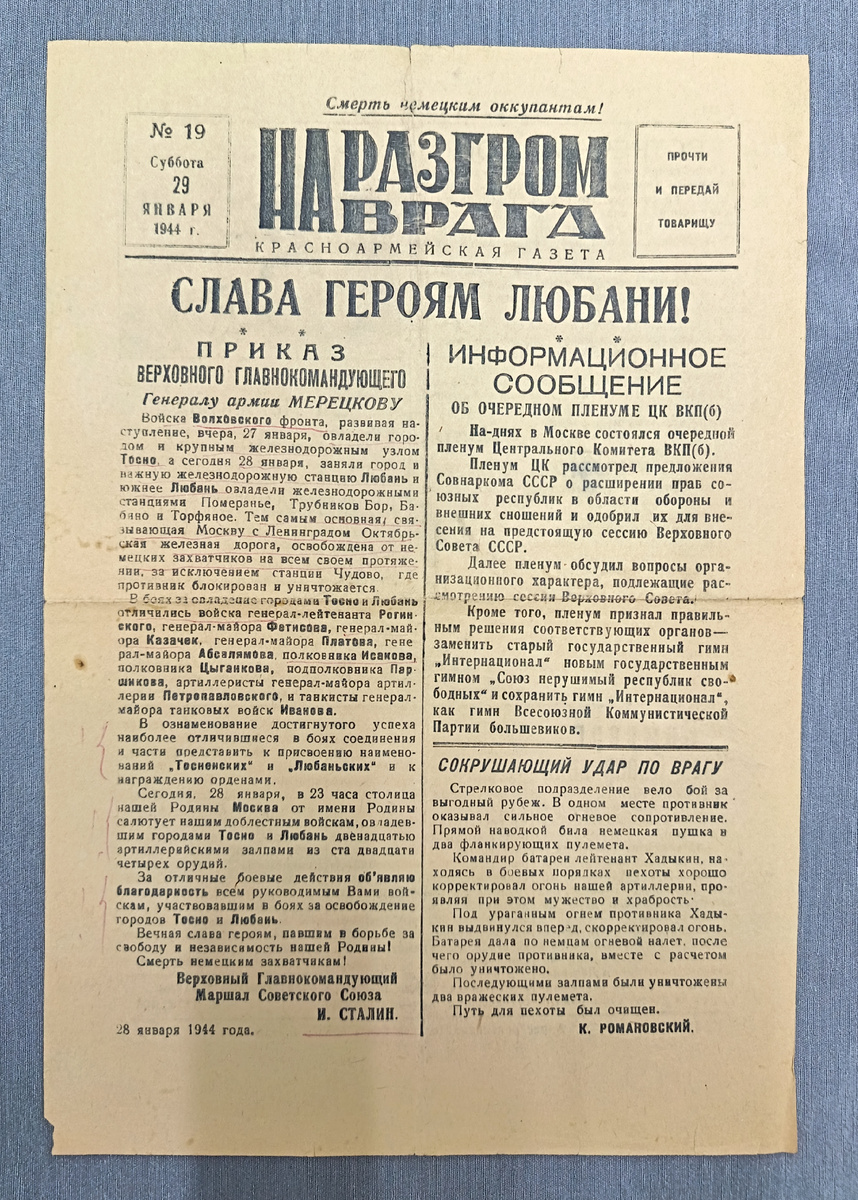 Смерть немецким оккупантам!
№ 19
Суббота
29
ЯНВАРЯ
1944 г.
НА РАЗГРОМ
ВРАГА
КРАСНОАРМЕЙСКАЯ ГАЗЕТА
ПРОЧТИ
И ПЕРЕДАЙ
ТОВАРИЩУ
СЛАВА ГЕРОЯМ ЛЮБАНИ!
* *
ПРИКАЗ
ВЕРХОВНОГО ГЛАВНОКОМАНДУЮЩЕГО
Генералу армии МЕРЕЦКОВУ
Войска Волховского фронта, развивая на-
ступление, вчера, 27 января, овладели горо-
дом и крупным железнодорожным узлом
Тосно, а сегодня 28 января, заняли город и
важную железнодорожную станцию Любань и
южнее Любань овладели железнодорожными
станциями Померанье, Трубников Бор, Ба-
бино и Торфяное. Тем самым основная, свя-
зывающая Москву с Ленинградом Октябрь-
ская железная дорога, освобождена от не-
мецких захватчиков на всем своем протяже-
нии, за исключением станции Чудово, где
противник блокирован и уничтожается.
В боях за овладение городами Тосно и Любань
отличились войска генерал-лейтенанта Рогин-
ского, генерал-майора Фетисова, генерал-май-
ора Казачек, генерал-майора Платова, гене
рал-майора Абсалямова, полковника Исакова,
полковника Цыганкова, подполковника Пар-
шикова, артиллеристы генерал-майора артил-
лерии Петропавловского, и танкисты генерал-
майора танковых войск Иванова.
В ознаменование достигнутого успеха
наиболее отличившиеся в боях соединения
и части представить к присвоению наимено-
ваний „Тосненских" и „Любаньских" и к
награждению орденами.
Сегодня, 28 января, в 23 часа столица
нашей Родины Москва от имени Родины
салютует нашим доблестным войскам, овладев-
шим городами Тосно и Любань двенадцатью
артиллерийскими залпами из ста двадцати
четырех орудий.
За отличные боевые действия об'являю
благодарность всем руководимым Вами вой-
скам, участвовавшим в боях за освобождение
городов Тосно и Любань.
Вечная слава героям, павшим в борьбе за
свободу и независимость нашей Родины!
Смерть немецким захватчикам!
Верховный Главнокомандующий
Маршал Советского Союза
И. СТАЛИН.
28 января 1944 года.
* *
ИНФОРМАЦИОННОЕ
СООБЩЕНИЕ
ОБ ОЧЕРЕДНОМ ПЛЕНУМЕ ЦК ВКП(б)
На-днях в Москве состоялся очередной
пленум Центрального Комитета ВКП(б).
Пленум ЦК рассмотрел предложения
Совнаркома СССР о расширении прав со-
юзных республик в области обороны и
внешних сношений и одобрил их для вне-
сения на предстоящую сессию Верховного
Совета СССР.
Далее пленум обсудил вопросы орга-
низационного характера, подлежащие рас-
смотрению сессии Верховного Совета.
Кроме того, пленум признал правиль-
ным решения соответствующих органов—
заменить старый государственный гимн
„Интернационал" новым государственным
гимном „Союз нерушимый республик сво-
бодных" и сохранить гимн „Интернационал",
как гимн Всесоюзной Коммунистической
Партии большевиков.
СОКРУШАЮЩИЙ УДАР ПО ВРАГУ
Стрелковое подразделение вело бой за
выгодный рубеж. В одном месте противник
оказывал сильное огневое сопротивление.
Прямой наводкой била немецкая пушка и
два фланкирующих пулемета.
Командир батареи лейтенант Хадыкин, на-
ходясь в боевых порядках пехоты хорошо
корректировал огонь нашей артиллерии, про-
являя при этом мужество и храбрость.
Под ураганным огнем противника Хады-
кин выдвинулся вперед, скорректировал огонь.
Батарея дала по немцам огневой налет, после
чего орудие противника, вместе с расчетом
было уничтожено.
Последующими залпами были уничтожены
два вражеских пулемета.
Путь для пехоты был очищен.
К. РОМАНОВСКИЙ.